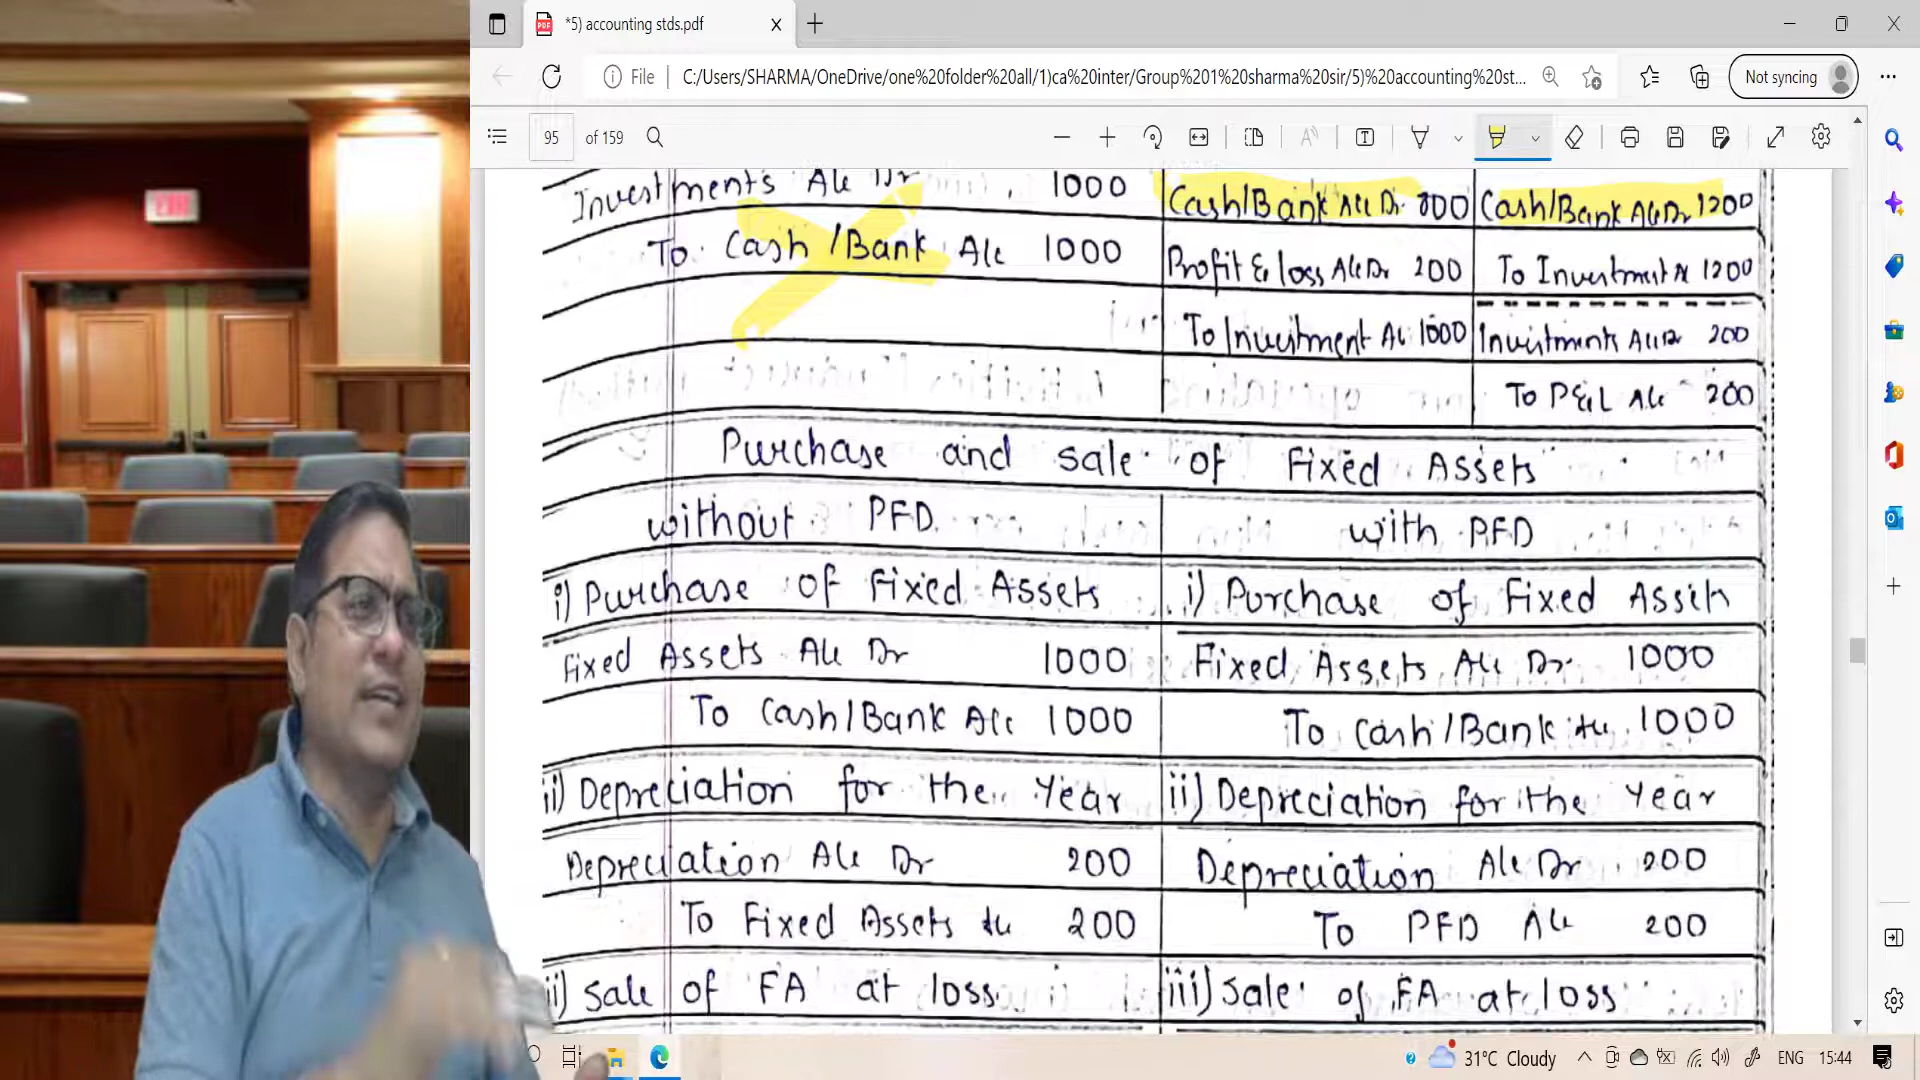 *5) accounting stds.pdf
File
C:/Users/SHARMA/OneDrive/one%20folder%20all/1)ca%20inter/Group%201%20sharma%20sir/5)%20accounting%20st...
Not syncing
95 of 159
Investments A/c Dr 1000
Cash/Bank A/c Dr 800
Cash/Bank A/c Dr 1200
To Cash/Bank A/c 1000
Profit & loss A/c Dr 200
To Investment A/c 1200
To Investment A/c 1000
Investments A/c Dr 200
To P&L A/c 200
Purchase and sale of Fixed Assets
without PFD
with PFD
i) Purchase of Fixed Assets
i) Purchase of Fixed Assets
Fixed Assets A/c Dr 1000
Fixed Assets A/c Dr 1000
To Cash/Bank A/c 1000
To Cash/Bank A/c 1000
ii) Depreciation for the Year
ii) Depreciation for the Year
Depreciation A/c Dr 200
Depreciation A/c Dr 200
To Fixed Assets A/c 200
To PFD A/c 200
ii) Sale of FA at loss
iii) Sale of FA at loss
31°C Cloudy
ENG
15:44